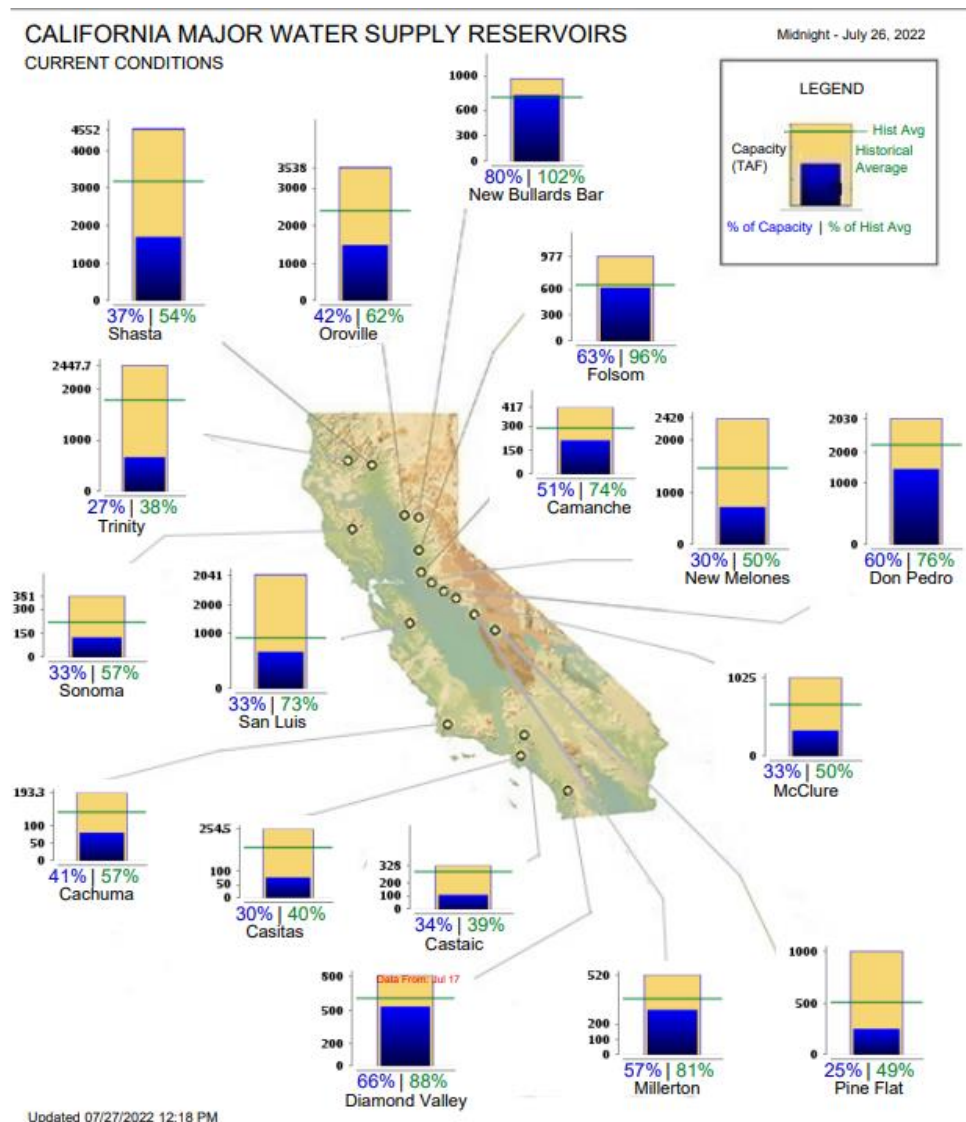 CALIFORNIA MAJOR WATER SUPPLY RESERVOIRS
Midnight - July 26, 2022
CURRENT CONDITIONS
LEGEND
Hist Avg
Capacity
(TAF)
Historical
Average
% of Capacity | % of Hist Avg
4552
4000
3000
2000
1000
0
37% | 54%
Shasta
3538
3000
2000
1000
0
42% | 62%
Oroville
1000
600
300
0
80% | 102%
New Bullards Bar
977
600
300
0
63% | 96%
Folsom
2447.7
2000
1000
0
27% | 38%
Trinity
417
300
150
0
51% | 74%
Camanche
2420
2000
1000
0
30% | 50%
New Melones
2030
2000
1000
0
60% | 76%
Don Pedro
351
300
150
0
33% | 57%
Sonoma
2041
2000
1000
0
33% | 73%
San Luis
1025
0
33% | 50%
McClure
193.3
100
50
0
41% | 57%
Cachuma
254.5
100
50
0
30% | 40%
Casitas
328
200
100
0
34% | 39%
Castaic
800
Data From: Jul 17
500
200
0
66% | 88%
Diamond Valley
520
200
100
0
57% | 81%
Millerton
1000
500
0
25% | 49%
Pine Flat
Updated 07/27/2022 12:18 PM